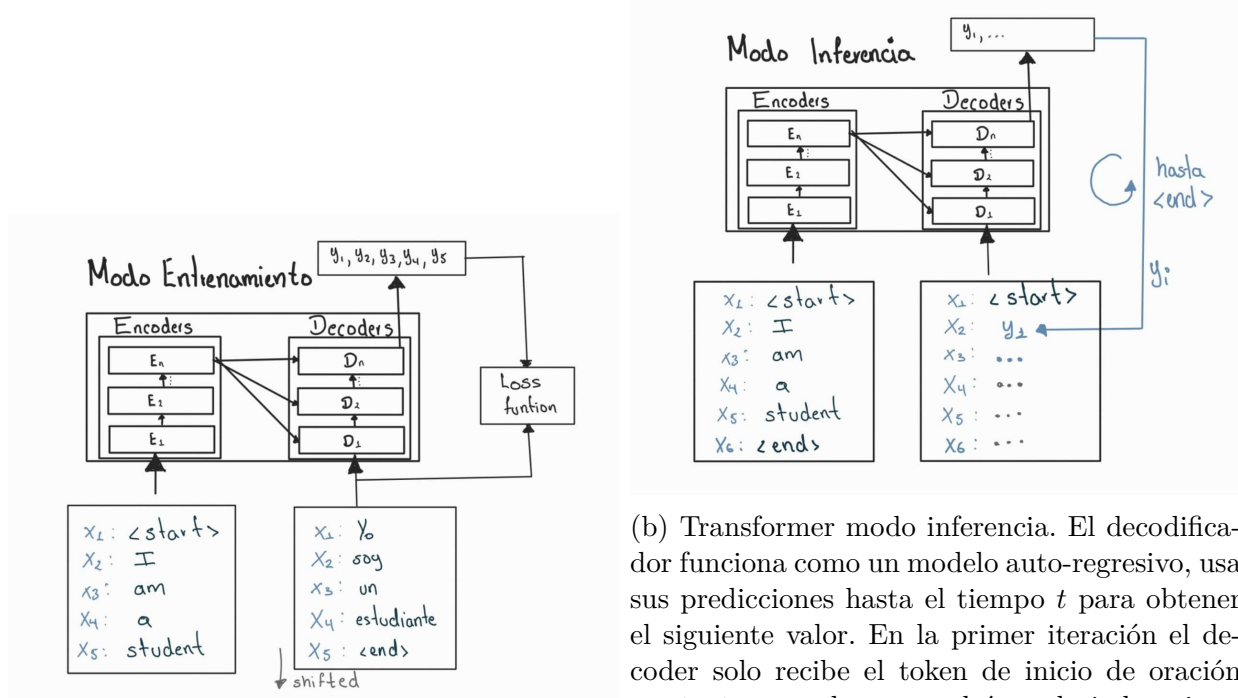 Modo Entrenamiento
y₁, y₂, y₃, y₄, y₅
Encoders
Decoders
Eₙ
E₂
E₁
Dₙ
D₂
D₁
Loss
funtion
x₁: <start>
x₂: I
x₃: am
x₄: a
x₅: student
x₁: Yo
x₂: soy
x₃: un
x₄: estudiante
x₅: <end>
shifted
Modo Inferencia
y₁, ...
Encoders
Decoders
Eₙ
E₂
E₁
Dₙ
D₂
D₁
hasta
<end>
yᵢ
x₁: <start>
x₂: I
x₃: am
x₄: a
x₅: student
x₆: <end>
x₁: <start>
x₂: y₁
x₃: ...
x₄: ...
x₅: ...
x₆: ...
(b) Transformer modo inferencia. El decodifica-
dor funciona como un modelo auto-regresivo, usa
sus predicciones hasta el tiempo t para obtener
el siguiente valor. En la primer iteración el de-
coder solo recibe el token de inicio de oración